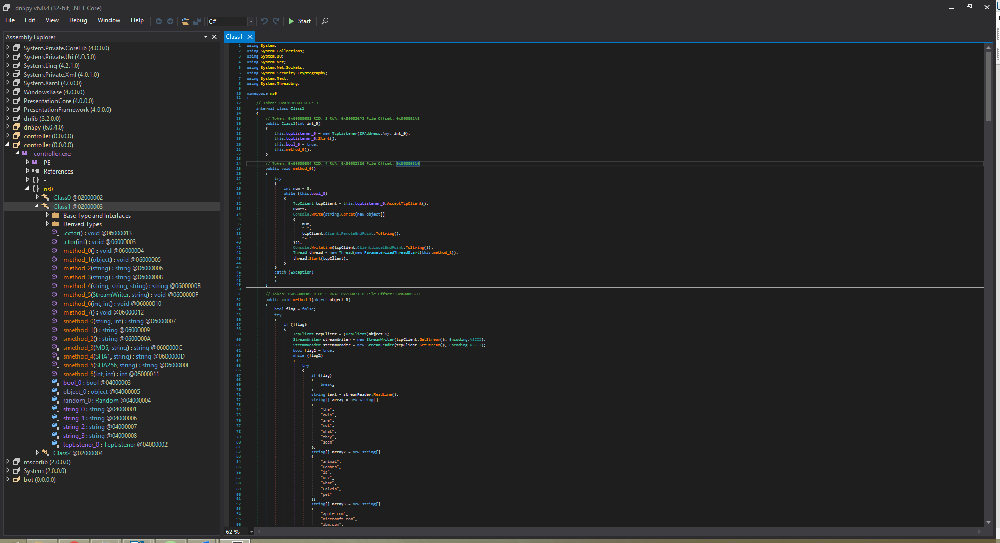 dnSpy v6.0.4 (32-bit, .NET Core)
File Edit View Debug Window Help C# Start
Assembly Explorer
System.Private.CoreLib (4.0.0.0)
System.Private.Uri (4.0.5.0)
System.Linq (4.2.1.0)
System.Private.Xml (4.0.1.0)
System.Xaml (4.0.0.0)
WindowsBase (4.0.0.0)
PresentationCore (4.0.0.0)
PresentationFramework (4.0.0.0)
dnlib (3.2.0.0)
dnSpy (6.0.4.0)
controller (0.0.0.0)
controller (0.0.0.0)
controller.exe
PE
References
{ } -
{ } ns0
Class0 @02000002
Class1 @02000003
Base Type and Interfaces
Derived Types
.cctor() : void @06000013
.ctor(int) : void @06000003
method_0() : void @06000004
method_1(object) : void @06000005
method_2(string) : string @06000006
method_3(string) : string @06000008
method_4(string, string, string) : string @0600000B
method_5(StreamWriter, string) : void @0600000F
method_6(int, int) : void @06000010
method_7() : void @06000012
smethod_0(string, int) : string @06000007
smethod_1() : string @06000009
smethod_2() : string @0600000A
smethod_3(MD5, string) : string @0600000C
smethod_4(SHA1, string) : string @0600000D
smethod_5(SHA256, string) : string @0600000E
smethod_6(int, int) : int @06000011
bool_0 : bool @04000003
object_0 : object @04000005
random_0 : Random @04000004
string_0 : string @04000001
string_1 : string @04000006
string_2 : string @04000007
string_3 : string @04000008
tcpListener_0 : TcpListener @04000002
Class2 @02000004
mscorlib (2.0.0.0)
System (2.0.0.0)
bot (0.0.0.0)
Class1
1 using System;
2 using System.Collections;
3 using System.IO;
4 using System.Net;
5 using System.Net.Sockets;
6 using System.Security.Cryptography;
7 using System.Text;
8 using System.Threading;
9
10 namespace ns0
11 {
12 // Token: 0x02000003 RID: 3
13 internal class Class1
14 {
15 // Token: 0x06000003 RID: 3 RVA: 0x000020A8 File Offset: 0x000002A8
16 public Class1(int int_0)
17 {
18 this.tcpListener_0 = new TcpListener(IPAddress.Any, int_0);
19 this.tcpListener_0.Start();
20 this.bool_0 = true;
21 this.method_0();
22 }
23
24 // Token: 0x06000004 RID: 4 RVA: 0x00002110 File Offset: 0x00000310
25 public void method_0()
26 {
27 try
28 {
29 int num = 0;
30 while (this.bool_0)
31 {
32 TcpClient tcpClient = this.tcpListener_0.AcceptTcpClient();
33 num++;
34 Console.Write(string.Concat(new object[]
35 {
36 num,
37 " ",
38 tcpClient.Client.RemoteEndPoint.ToString(),
39
40 }));
41 Console.WriteLine(tcpClient.Client.LocalEndPoint.ToString());
42 Thread thread = new Thread(new ParameterizedThreadStart(this.method_1));
43 thread.Start(tcpClient);
44 }
45 }
46 catch (Exception)
47 {
48 }
49 }
50
51 // Token: 0x06000005 RID: 5 RVA: 0x000021C0 File Offset: 0x000003C0
52 public void method_1(object object_1)
53 {
54 bool flag = false;
55 try
56 {
57 if (!flag)
58 {
59 TcpClient tcpClient = (TcpClient)object_1;
60 StreamWriter streamWriter = new StreamWriter(tcpClient.GetStream(), Encoding.ASCII);
61 StreamReader streamReader = new StreamReader(tcpClient.GetStream(), Encoding.ASCII);
62 bool flag2 = true;
63 while (flag2)
64 {
65 try
66 {
67 if (flag)
68 {
69 break;
70 }
71 string text = streamReader.ReadLine();
72 string[] array = new string[]
73 {
74 "the",
75 "owls",
76 "are",
77 "not",
78 "what",
79 "they",
80 "seem"
81 };
82 string[] array2 = new string[]
83 {
84 "animal",
85 "Hobbes",
86 "is",
87 "KEY",
88 "what",
89 "Calvin",
90 "pet"
91 };
92 string[] array3 = new string[]
93 {
94 "apple.com",
95 "microsoft.com",
96 "ibm.com",
62 %